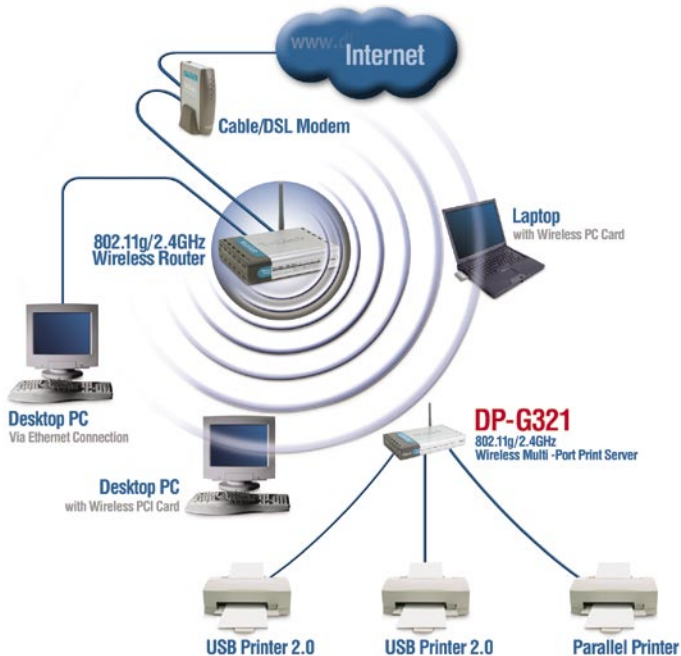 www.d
Internet
Cable/DSL Modem
802.11g/2.4GHz
Wireless Router
Laptop
with Wireless PC Card
Desktop PC
Via Ethernet Connection
DP-G321
802.11g/2.4GHz
Wireless Multi -Port Print Server
Desktop PC
with Wireless PCI Card
USB Printer 2.0
USB Printer 2.0
Parallel Printer